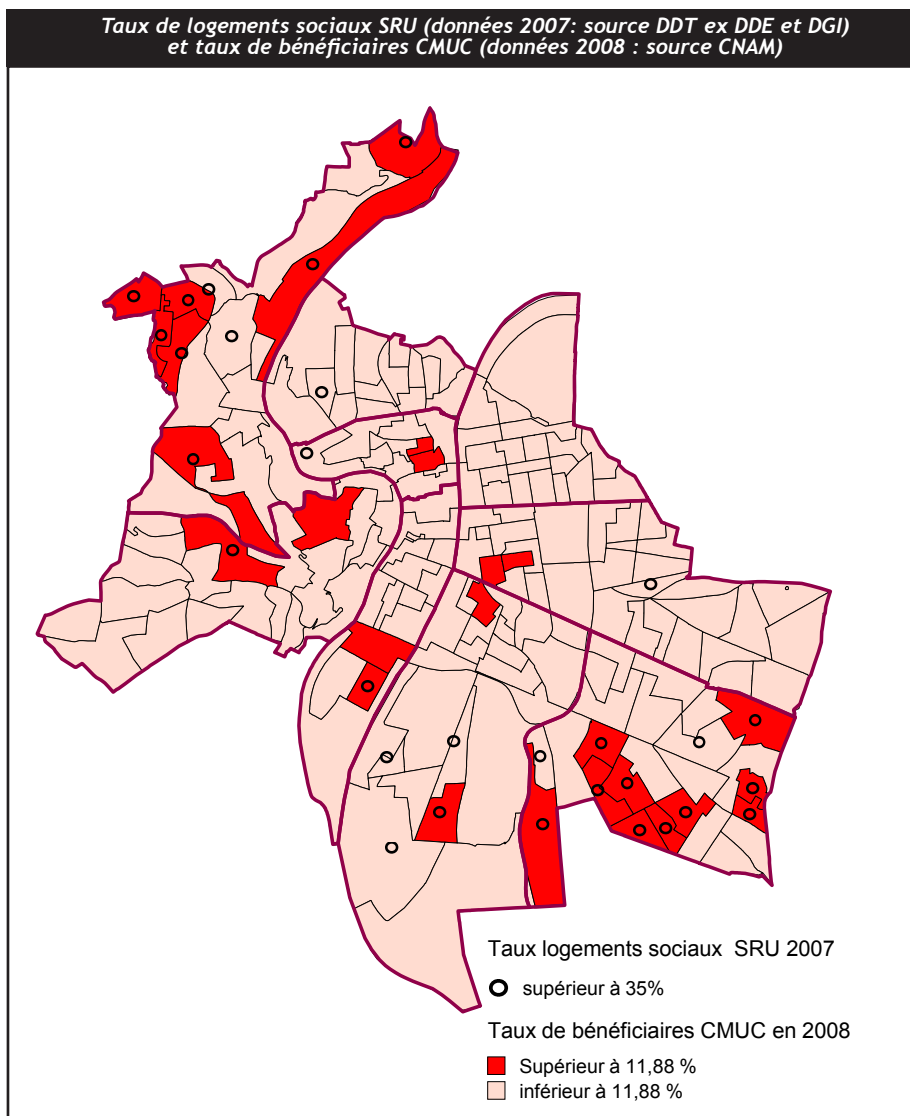 Taux de logements sociaux SRU (données 2007: source DDT ex DDE et DGI)
et taux de bénéficiaires CMUC (données 2008 : source CNAM)
Taux logements sociaux SRU 2007
supérieur à 35%
Taux de bénéficiaires CMUC en 2008
Supérieur à 11,88 %
inférieur à 11,88 %